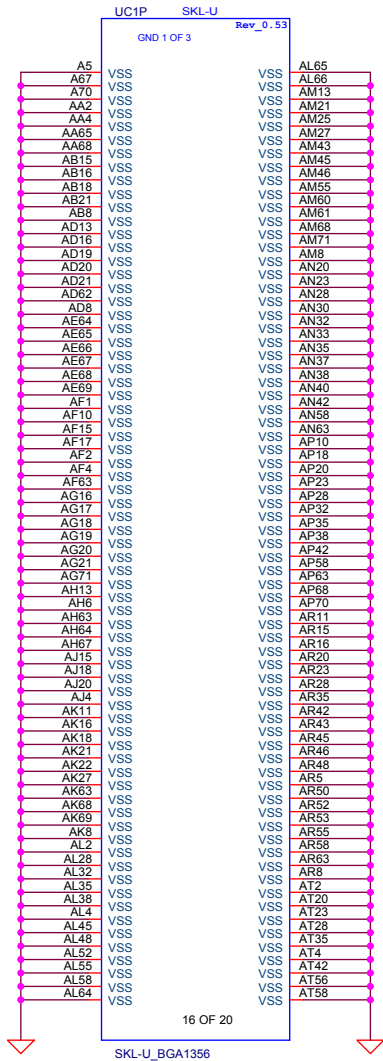 UC1P SKL-U
Rev_0.53
GND 1 OF 3
A5 VSS VSS AL65
A67 VSS VSS AL66
A70 VSS VSS AM13
AA2 VSS VSS AM21
AA4 VSS VSS AM25
AA65 VSS VSS AM27
AA68 VSS VSS AM43
AB15 VSS VSS AM45
AB16 VSS VSS AM46
AB18 VSS VSS AM55
AB21 VSS VSS AM60
AB8 VSS VSS AM61
AD13 VSS VSS AM68
AD16 VSS VSS AM71
AD19 VSS VSS AM8
AD20 VSS VSS AN20
AD21 VSS VSS AN23
AD62 VSS VSS AN28
AD8 VSS VSS AN30
AE64 VSS VSS AN32
AE65 VSS VSS AN33
AE66 VSS VSS AN35
AE67 VSS VSS AN37
AE68 VSS VSS AN38
AE69 VSS VSS AN40
AF1 VSS VSS AN42
AF10 VSS VSS AN58
AF15 VSS VSS AN63
AF17 VSS VSS AP10
AF2 VSS VSS AP18
AF4 VSS VSS AP20
AF63 VSS VSS AP23
AG16 VSS VSS AP28
AG17 VSS VSS AP32
AG18 VSS VSS AP35
AG19 VSS VSS AP38
AG20 VSS VSS AP42
AG21 VSS VSS AP58
AG71 VSS VSS AP63
AH13 VSS VSS AP68
AH6 VSS VSS AP70
AH63 VSS VSS AR11
AH64 VSS VSS AR15
AH67 VSS VSS AR16
AJ15 VSS VSS AR20
AJ18 VSS VSS AR23
AJ20 VSS VSS AR28
AJ4 VSS VSS AR35
AK11 VSS VSS AR42
AK16 VSS VSS AR43
AK18 VSS VSS AR45
AK21 VSS VSS AR46
AK22 VSS VSS AR48
AK27 VSS VSS AR5
AK63 VSS VSS AR50
AK68 VSS VSS AR52
AK69 VSS VSS AR53
AK8 VSS VSS AR55
AL2 VSS VSS AR58
AL28 VSS VSS AR63
AL32 VSS VSS AR8
AL35 VSS VSS AT2
AL38 VSS VSS AT20
AL4 VSS VSS AT23
AL45 VSS VSS AT28
AL48 VSS VSS AT35
AL52 VSS VSS AT4
AL55 VSS VSS AT42
AL58 VSS VSS AT56
AL64 VSS VSS AT58
16 OF 20
SKL-U_BGA1356